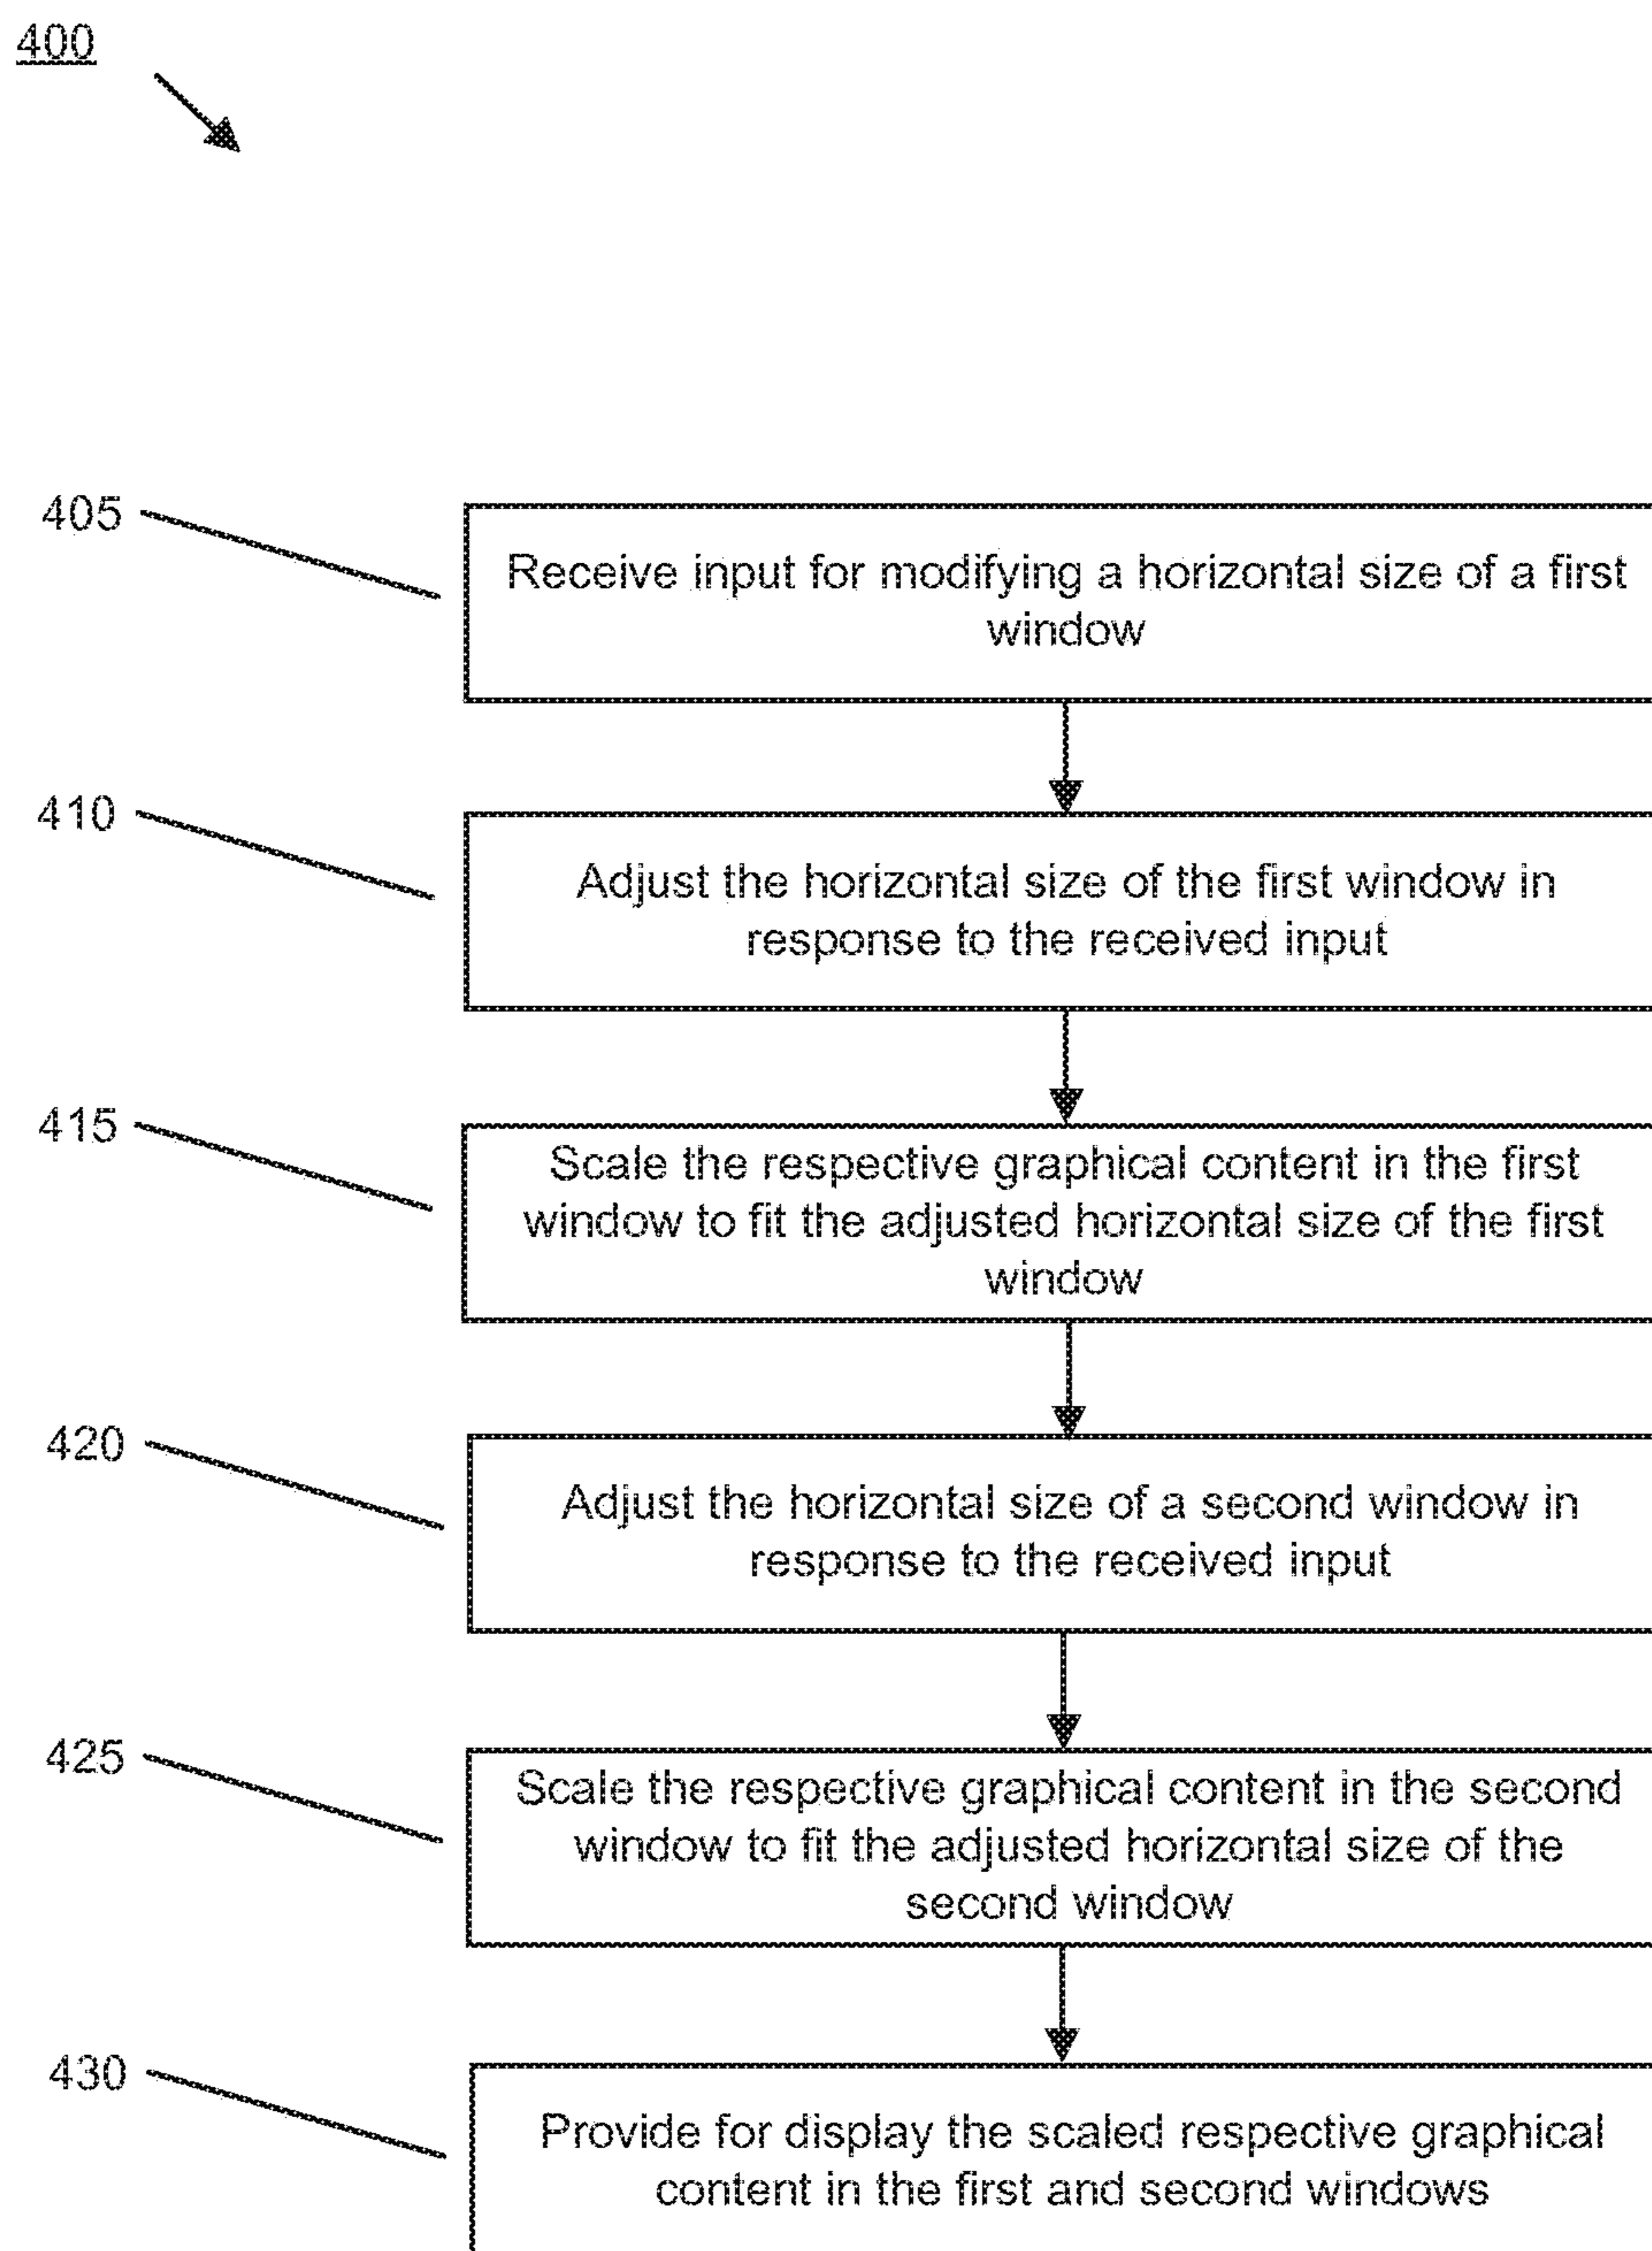 400
405
Receive input for modifying a horizontal size of a first
window
410
Adjust the horizontal size of the first window in
response to the received input
415
Scale the respective graphical content in the first
window to fit the adjusted horizontal size of the first
window
420
Adjust the horizontal size of a second window in
response to the received input
425
Scale the respective graphical content in the second
window to fit the adjusted horizontal size of the
second window
430
Provide for display the scaled respective graphical
content in the first and second windows